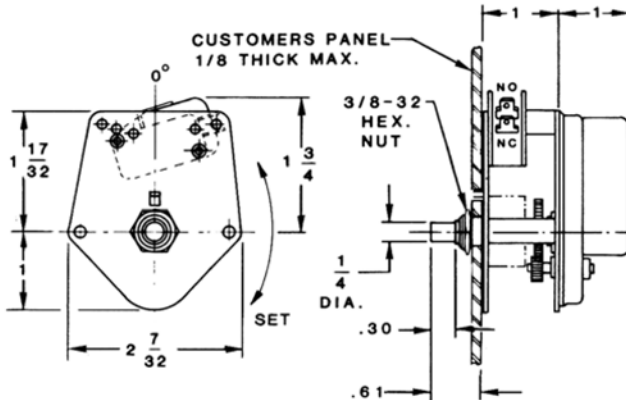 CUSTOMERS PANEL
1/8 THICK MAX.
1
1
0°
3/8-32
HEX.
NUT
NO
NC
1 17/32
1 3/4
1
1/4
DIA.
SET
.30
2 7/32
.61